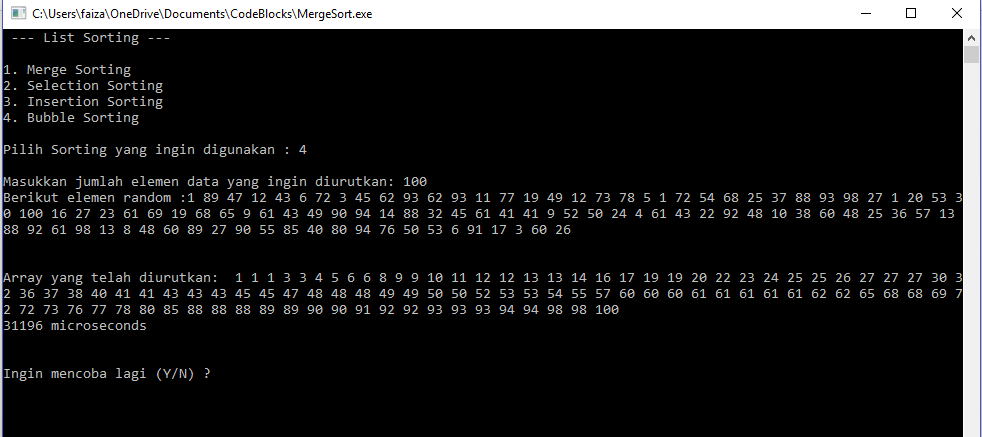 C:\Users\faiza\OneDrive\Documents\CodeBlocks\MergeSort.exe
--- List Sorting ---
1. Merge Sorting
2. Selection Sorting
3. Insertion Sorting
4. Bubble Sorting
Pilih Sorting yang ingin digunakan : 4
Masukkan jumlah elemen data yang ingin diurutkan: 100
Berikut elemen random :1 89 47 12 43 6 72 3 45 62 93 62 93 11 77 19 49 12 73 78 5 1 72 54 68 25 37 88 93 98 27 1 20 53 3
0 100 16 27 23 61 69 19 68 65 9 61 43 49 90 94 14 88 32 45 61 41 41 9 52 50 24 4 61 43 22 92 48 10 38 60 48 25 36 57 13
88 92 61 98 13 8 48 60 89 27 90 55 85 40 80 94 76 50 53 6 91 17 3 60 26
Array yang telah diurutkan:  1 1 1 3 3 4 5 6 6 8 9 9 10 11 12 12 13 13 14 16 17 19 19 20 22 23 24 25 25 26 27 27 27 30 3
2 36 37 38 40 41 41 43 43 43 45 45 47 48 48 48 49 49 50 50 52 53 53 54 55 57 60 60 60 61 61 61 61 61 62 62 65 68 68 69 7
2 72 73 76 77 78 80 85 88 88 88 89 89 90 90 91 92 92 93 93 93 94 94 98 98 100
31196 microseconds
Ingin mencoba lagi (Y/N) ?